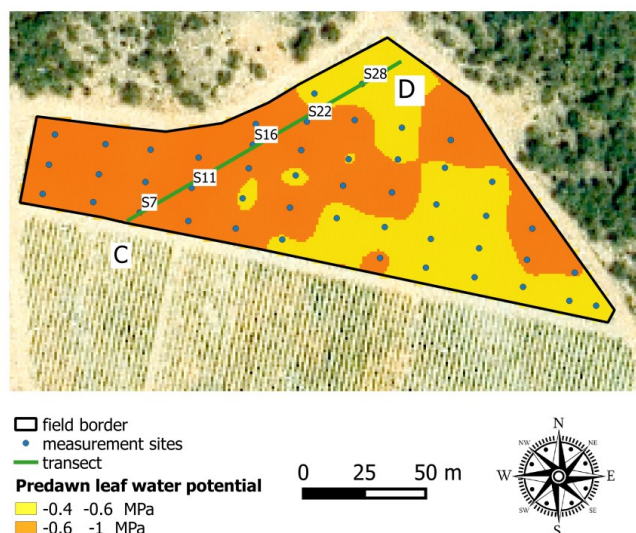 S28
D
S22
S16
S11
S7
C
field border
measurement sites
transect
Predawn leaf water potential
-0.4 -0.6 MPa
-0.6 -1 MPa
0 25 50 m
N
NW NE
W E
SW SE
S